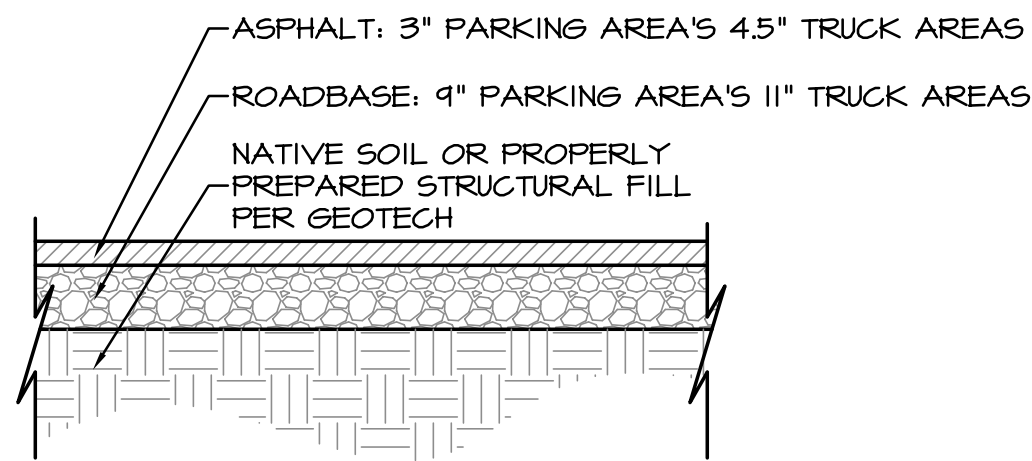 ASPHALT: 3" PARKING AREA'S 4.5" TRUCK AREAS
ROADBASE: 9" PARKING AREA'S 11" TRUCK AREAS
NATIVE SOIL OR PROPERLY
PREPARED STRUCTURAL FILL
PER GEOTECH